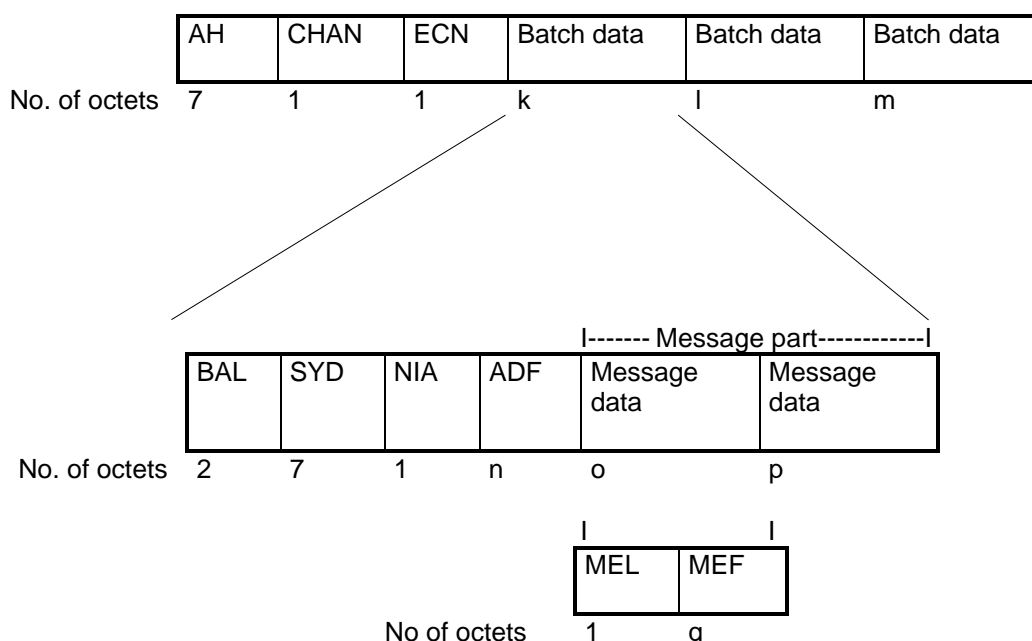 AH CHAN ECN Batch data Batch data Batch data
No. of octets 7 1 1 k l m
I------- Message part------------I
BAL SYD NIA ADF Message data Message data
No. of octets 2 7 1 n o p
I I
MEL MEF
No of octets 1 q